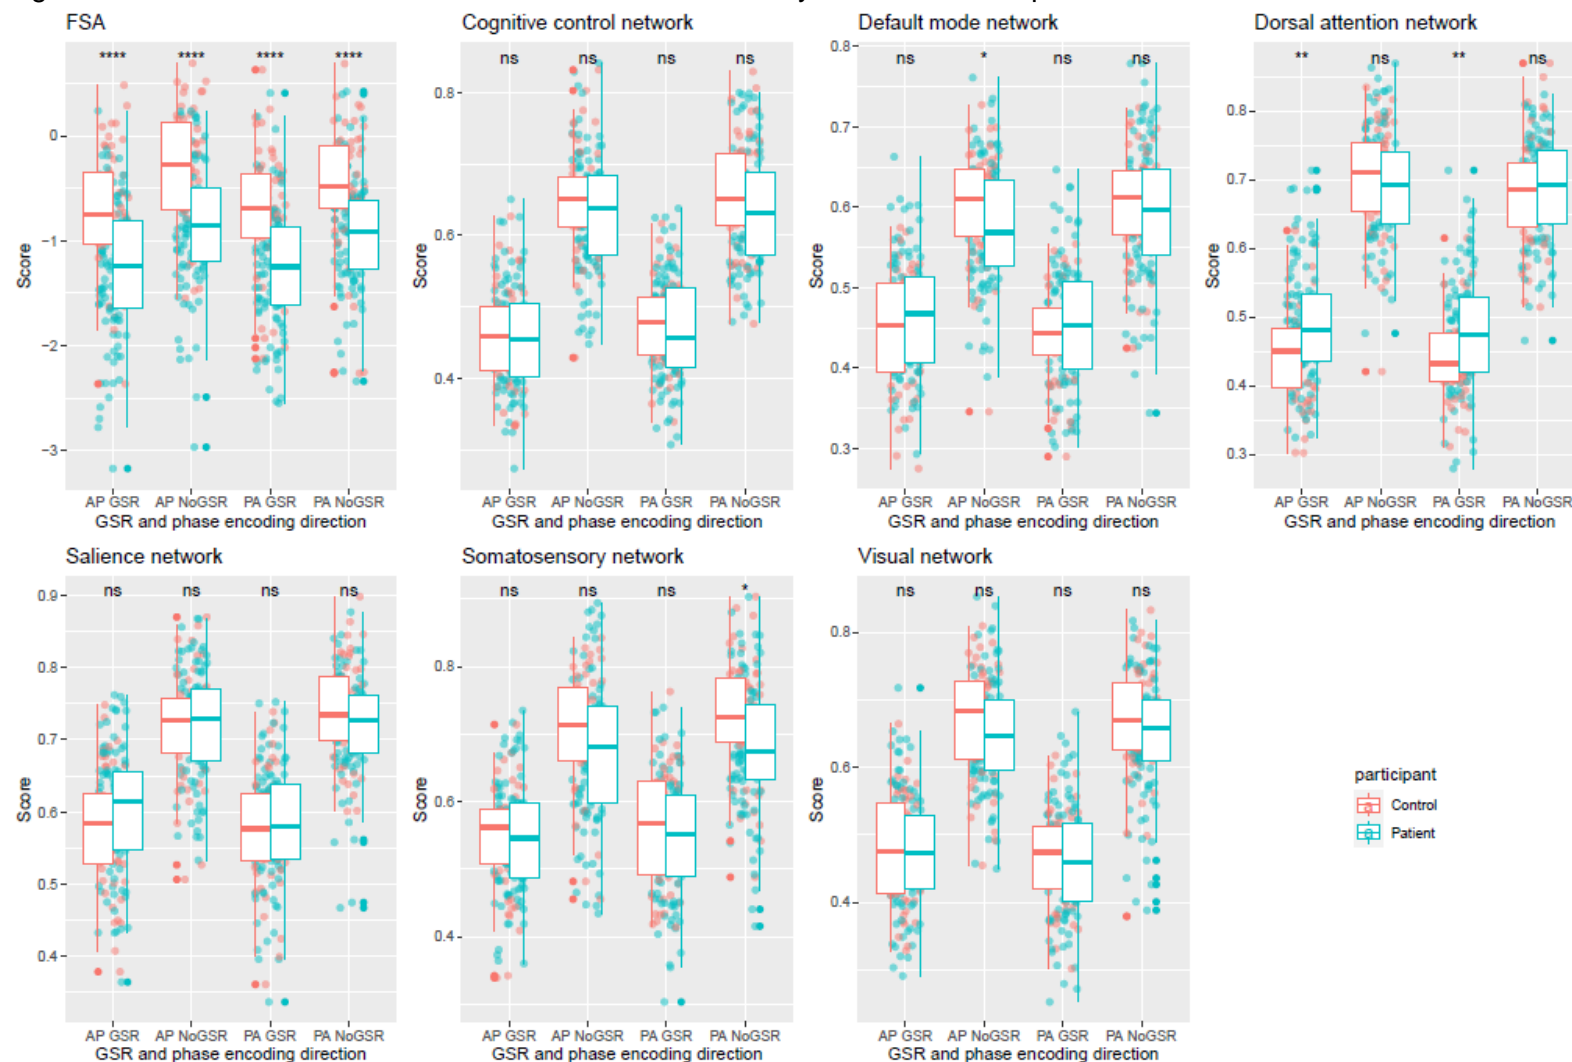 FSA
**** **** **** ****
Score
0
−1
−2
−3
AP GSR AP NoGSR PA GSR PA NoGSR
GSR and phase encoding direction
Cognitive control network
ns ns ns ns
Score
0.8
0.6
0.4
AP GSR AP NoGSR PA GSR PA NoGSR
GSR and phase encoding direction
Default mode network
ns * ns ns
Score
0.8
0.7
0.6
0.5
0.4
0.3
AP GSR AP NoGSR PA GSR PA NoGSR
GSR and phase encoding direction
Dorsal attention network
** ns ** ns
Score
0.8
0.7
0.6
0.5
0.4
0.3
AP GSR AP NoGSR PA GSR PA NoGSR
GSR and phase encoding direction
Salience network
ns ns ns ns
Score
0.9
0.8
0.7
0.6
0.5
0.4
AP GSR AP NoGSR PA GSR PA NoGSR
GSR and phase encoding direction
Somatosensory network
ns ns ns *
Score
0.8
0.6
0.4
AP GSR AP NoGSR PA GSR PA NoGSR
GSR and phase encoding direction
Visual network
ns ns ns ns
Score
0.8
0.6
0.4
AP GSR AP NoGSR PA GSR PA NoGSR
GSR and phase encoding direction
participant
a Control
a Patient